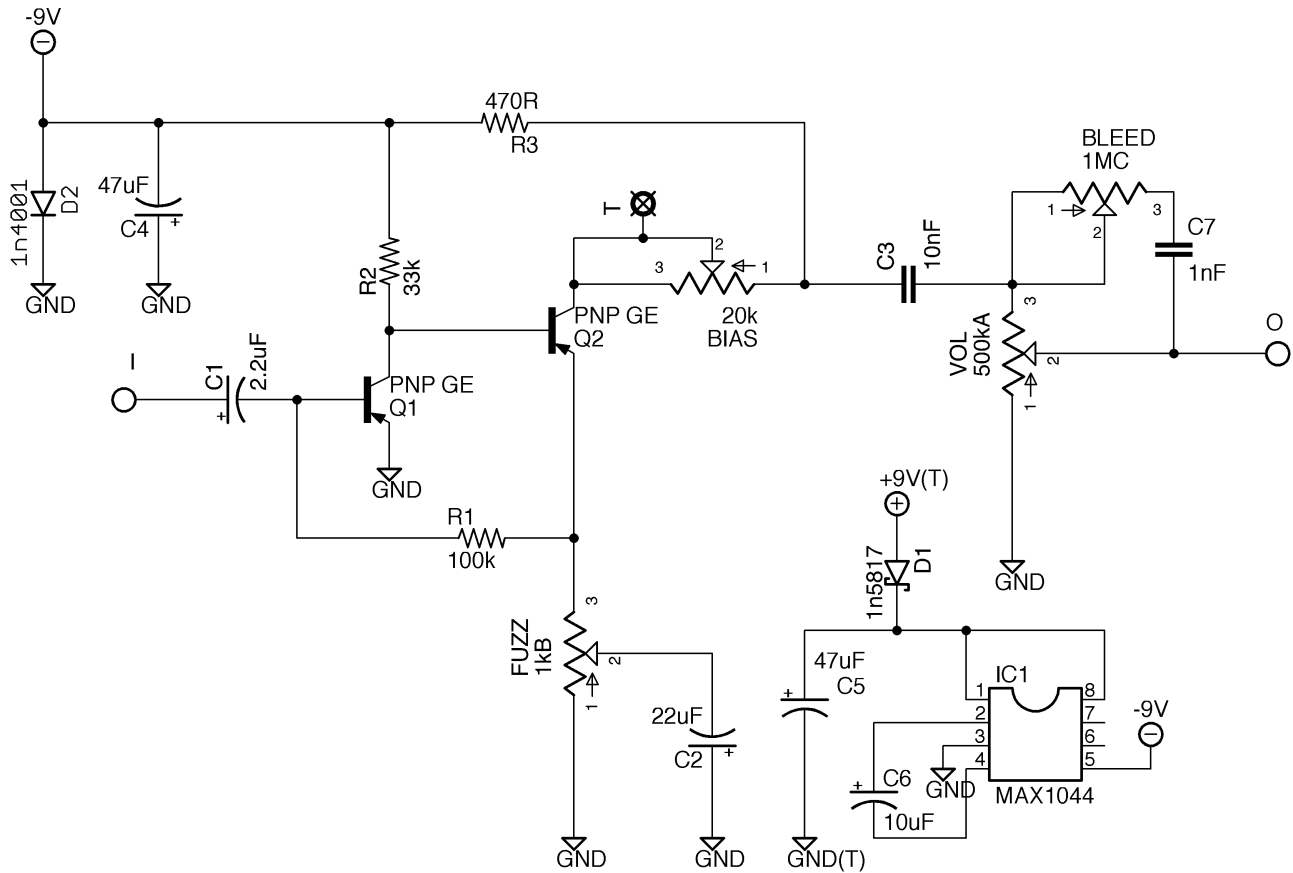 -9V
470R
R3
BLEED
1MC
1n4001
D2
47uF
C4
T
1
3
2
R2
33k
2
3
1
C3
10nF
C7
1nF
GND
GND
PNP GE
Q2
20k
BIAS
3
VOL
500kA
2
1
O
I
C1
2.2uF
PNP GE
Q1
GND
R1
100k
+9V(T)
1n5817
D1
GND
3
FUZZ
1kB
2
1
22uF
C2
47uF
C5
IC1
1
2
3
4
8
7
6
5
-9V
GND
C6
10uF
MAX1044
GND
GND
GND(T)